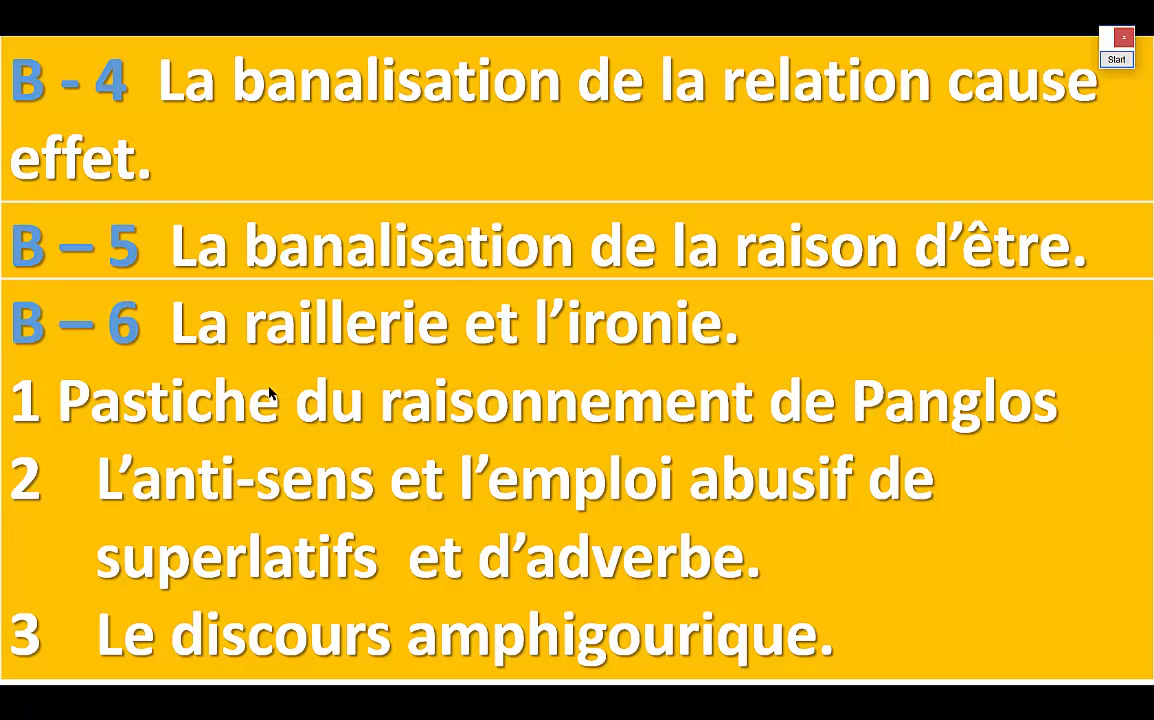 B - 4 La banalisation de la relation cause
effet.
B – 5 La banalisation de la raison d’être.
B – 6 La raillerie et l’ironie.
1 Pastiche du raisonnement de Panglos
2 L’anti-sens et l’emploi abusif de
superlatifs et d’adverbe.
3 Le discours amphigourique.
Start